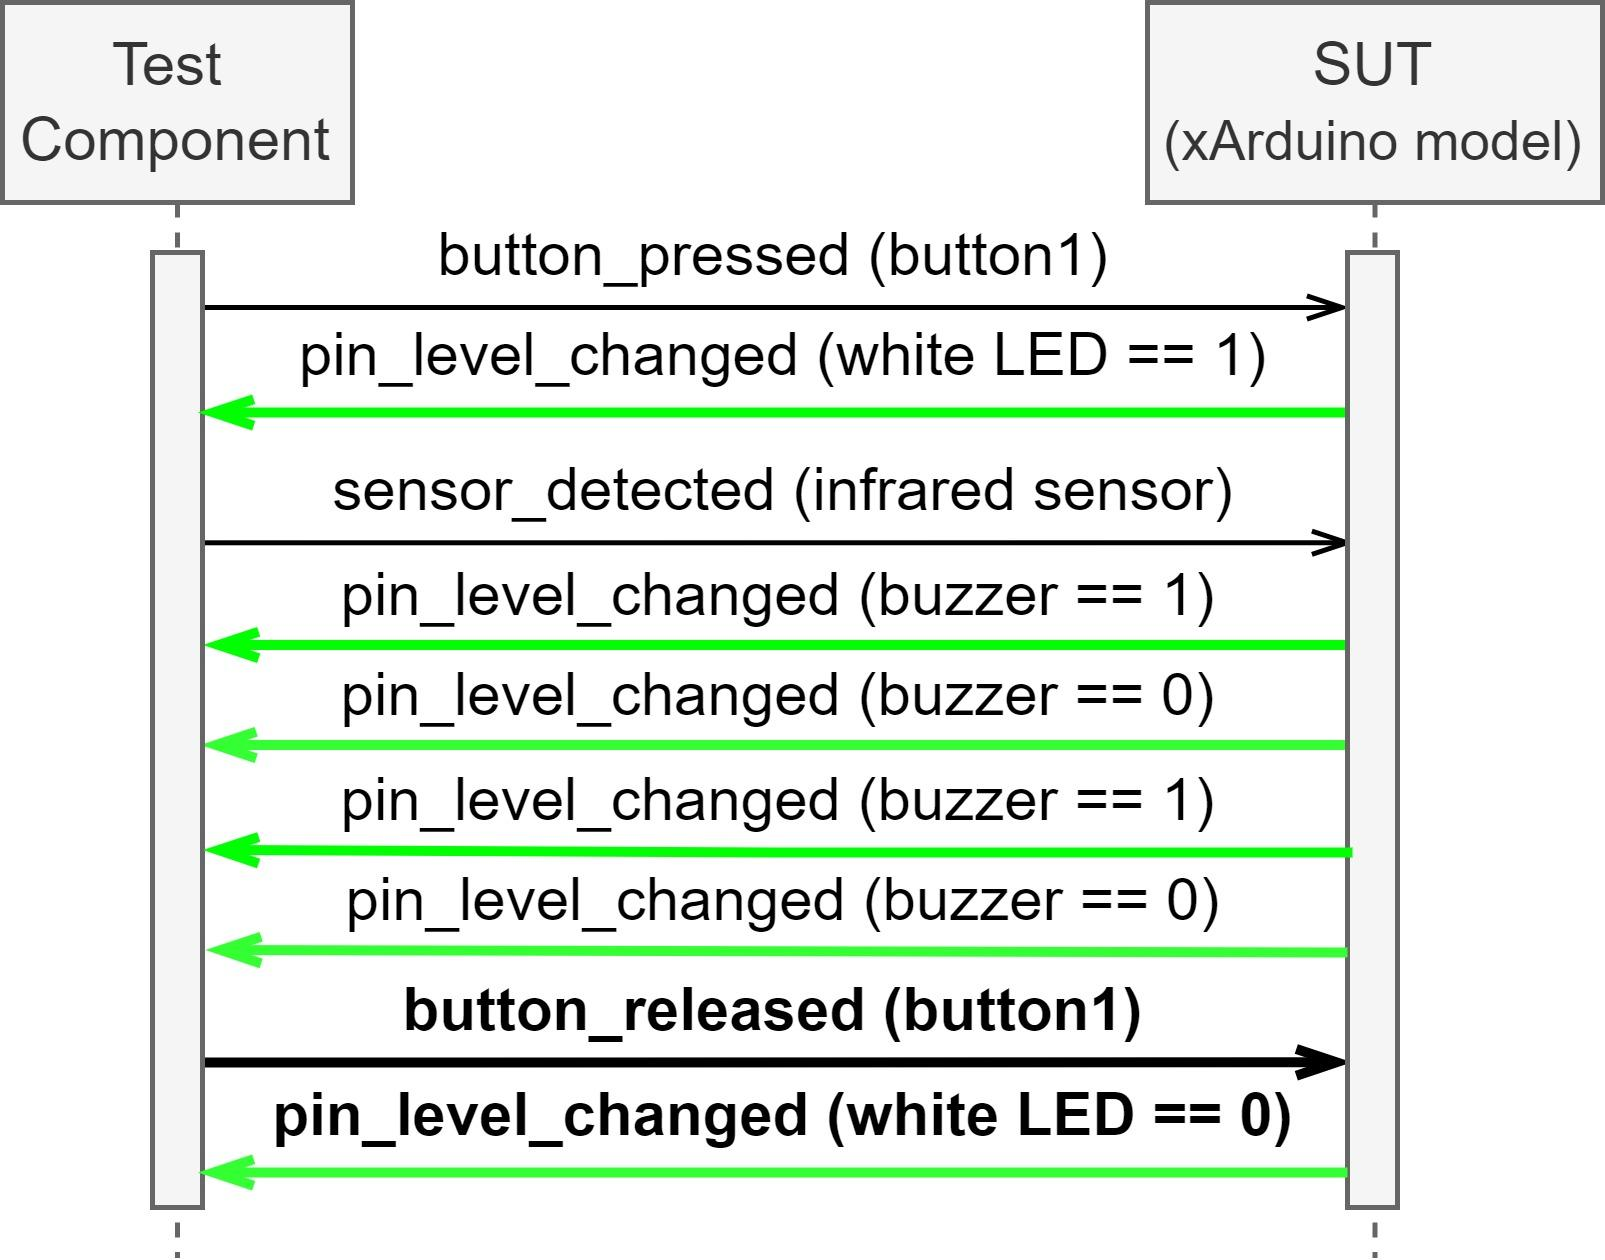 Test
Component
SUT
(xArduino model)
button_pressed (button1)
pin_level_changed (white LED == 1)
sensor_detected (infrared sensor)
pin_level_changed (buzzer == 1)
pin_level_changed (buzzer == 0)
pin_level_changed (buzzer == 1)
pin_level_changed (buzzer == 0)
button_released (button1)
pin_level_changed (white LED == 0)